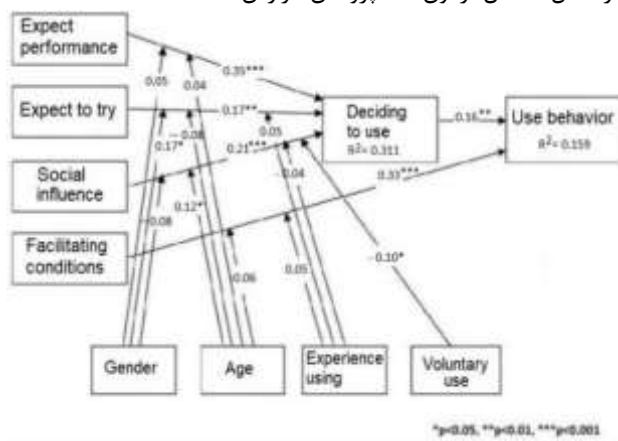 Expect
performance
Expect to try
Social
influence
Facilitating
conditions
0.05
0.04
0.35***
0.17**
-0.08
0.17*
0.05
0.21***
-0.04
0.12*
-0.08
0.33***
0.06
0.05
-0.10*
Deciding
to use
R²= 0.311
0.16**
Use behavior
R²= 0.159
Gender
Age
Experience
using
Voluntary
use
*p<0.05, **p<0.01, ***p<0.001